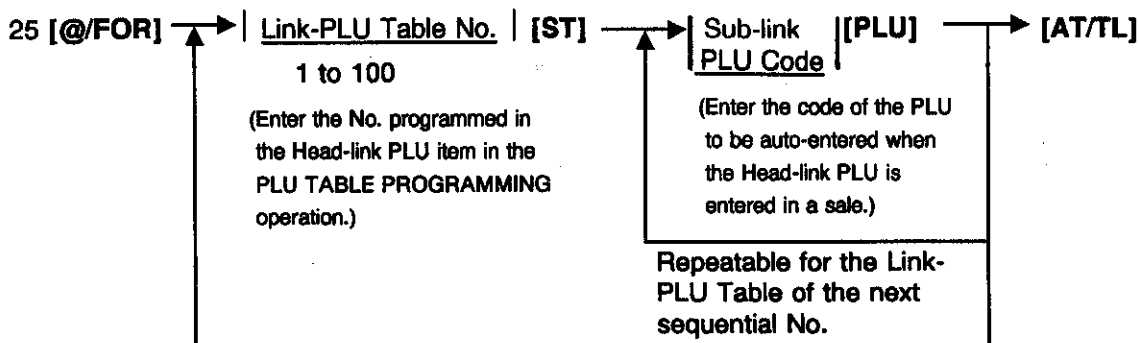 25 [@/FOR] Link-PLU Table No. [ST] Sub-link PLU Code [PLU] [AT/TL]
1 to 100
(Enter the No. programmed in
the Head-link PLU item in the
PLU TABLE PROGRAMMING
operation.)
(Enter the code of the PLU
to be auto-entered when
the Head-link PLU is
entered in a sale.)
Repeatable for the Link-
PLU Table of the next
sequential No.